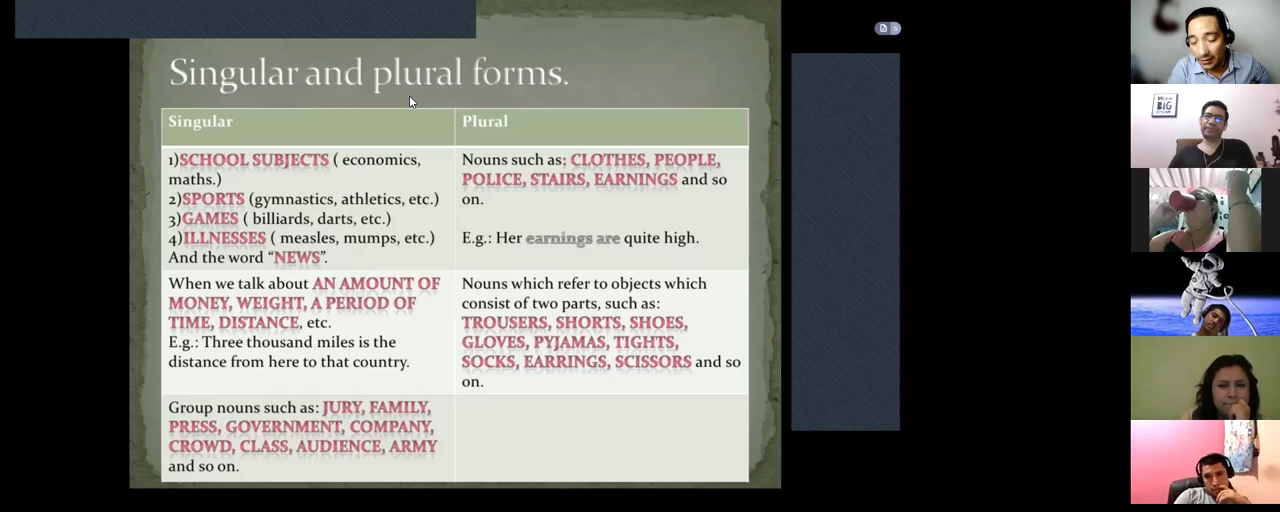 Singular and plural forms.
Singular
Plural
1)SCHOOL SUBJECTS ( economics,
maths.)
2)SPORTS (gymnastics, athletics, etc.)
3)GAMES ( billiards, darts, etc.)
4)ILLNESSES ( measles, mumps, etc.)
And the word “NEWS”.
Nouns such as: CLOTHES, PEOPLE,
POLICE, STAIRS, EARNINGS and so
on.
E.g.: Her earnings are quite high.
When we talk about AN AMOUNT OF
MONEY, WEIGHT, A PERIOD OF
TIME, DISTANCE, etc.
E.g.: Three thousand miles is the
distance from here to that country.
Nouns which refer to objects which
consist of two parts, such as:
TROUSERS, SHORTS, SHOES,
GLOVES, PYJAMAS, TIGHTS,
SOCKS, EARRINGS, SCISSORS and so
on.
Group nouns such as: JURY, FAMILY,
PRESS, GOVERNMENT, COMPANY,
CROWD, CLASS, AUDIENCE, ARMY
and so on.
DREAM
BIG